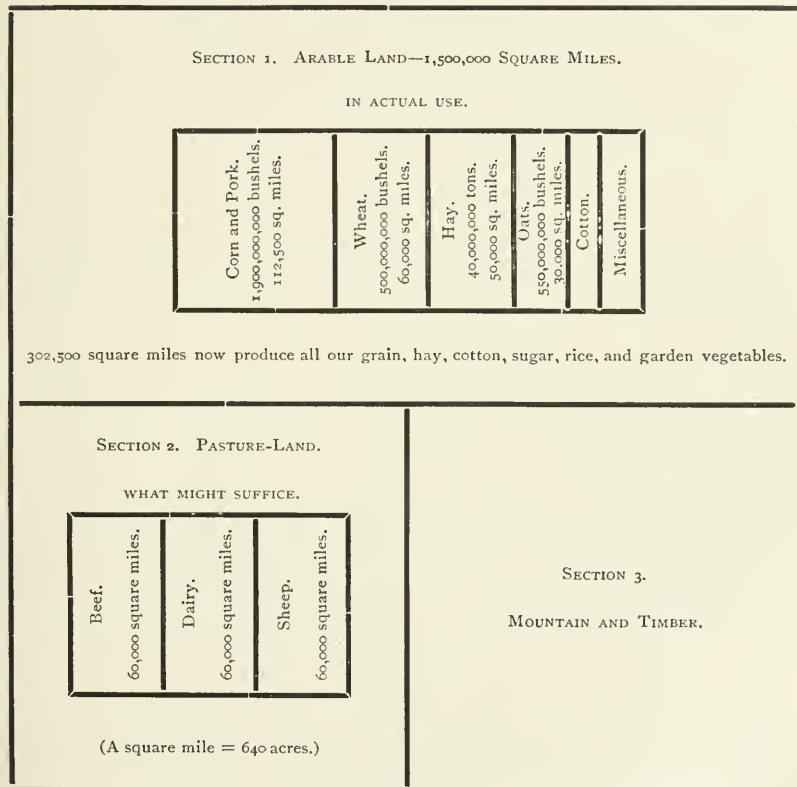 Section 1. Arable Land—1,500,000 Square Miles.
IN ACTUAL USE.
Corn and Pork.
1,900,000,000 bushels.
112,500 sq. miles.
Wheat.
500,000,000 bushels.
60,000 sq. miles.
Hay.
40,000,000 tons.
50,000 sq. miles.
Oats.
550,000,000 bushels.
30,000 sq. miles.
Cotton.
Miscellaneous.
302,500 square miles now produce all our grain, hay, cotton, sugar, rice, and garden vegetables.
Section 2. Pasture-Land.
WHAT MIGHT SUFFICE.
Beef.
60,000 square miles.
Dairy.
60,000 square miles.
Sheep.
60,000 square miles.
(A square mile = 640 acres.)
Section 3.
Mountain and Timber.